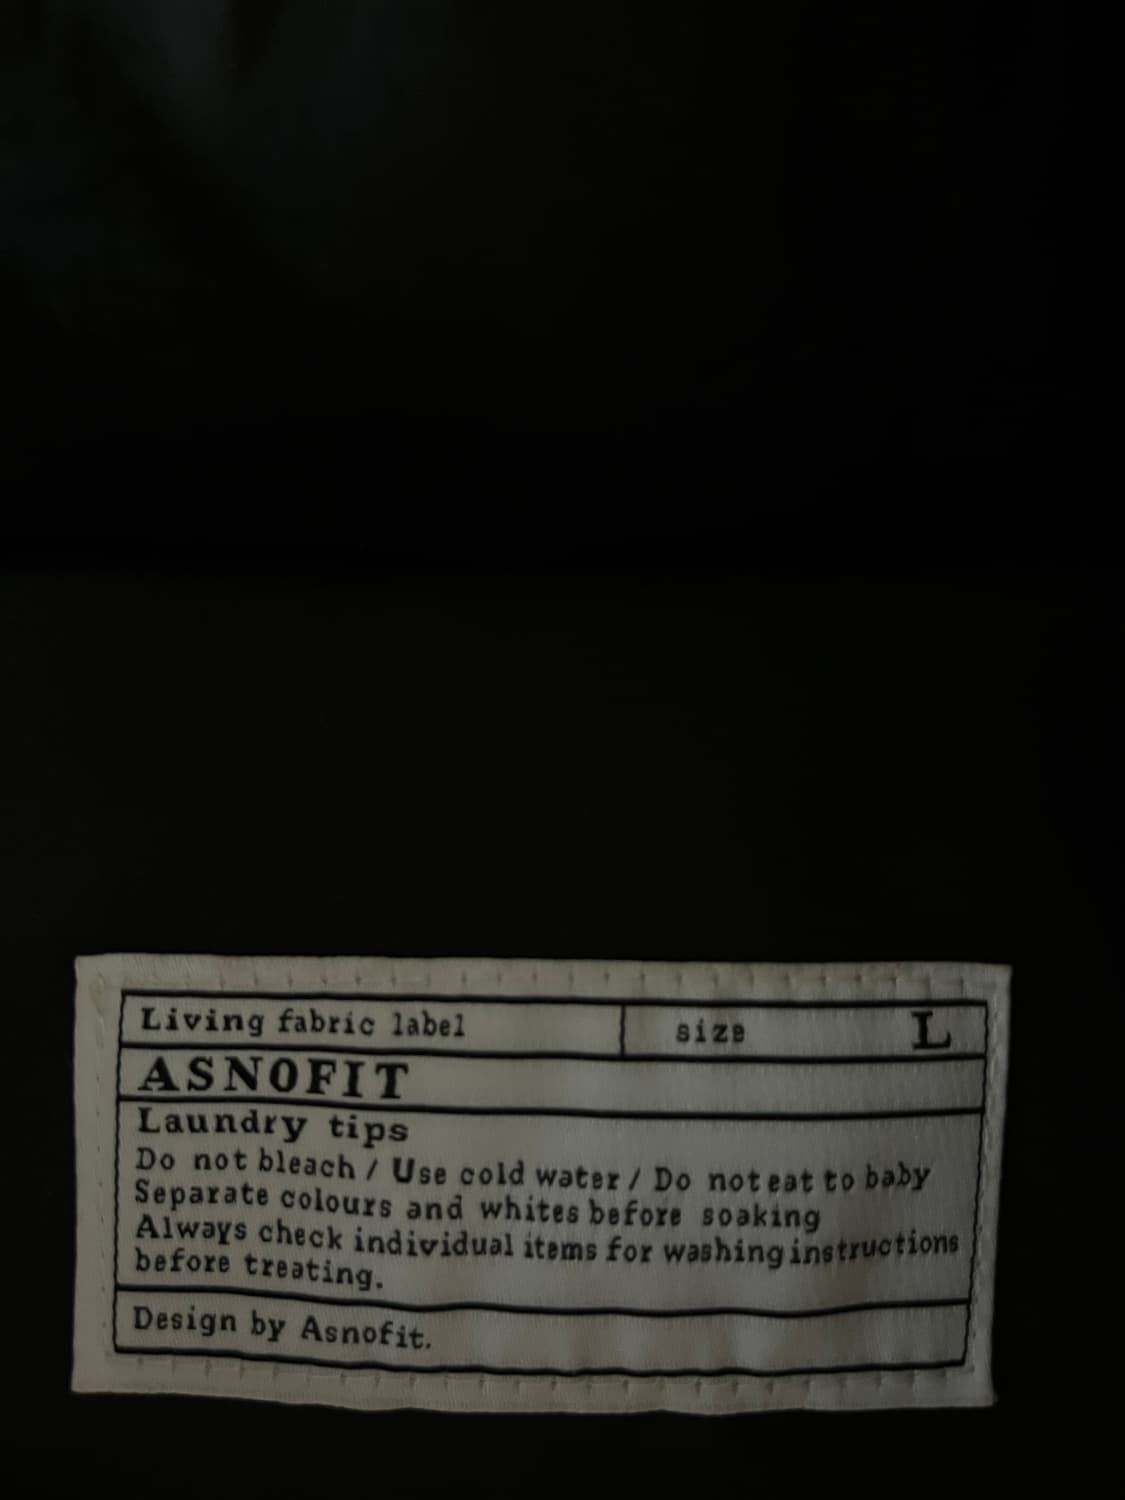 Living fabric label size L
ASNOFIT
Laundry tips
Do not bleach / Use cold water / Do not eat to baby
Separate colours and whites before soaking
Always check individual items for washing instructions
before treating.
Design by Asnofit.